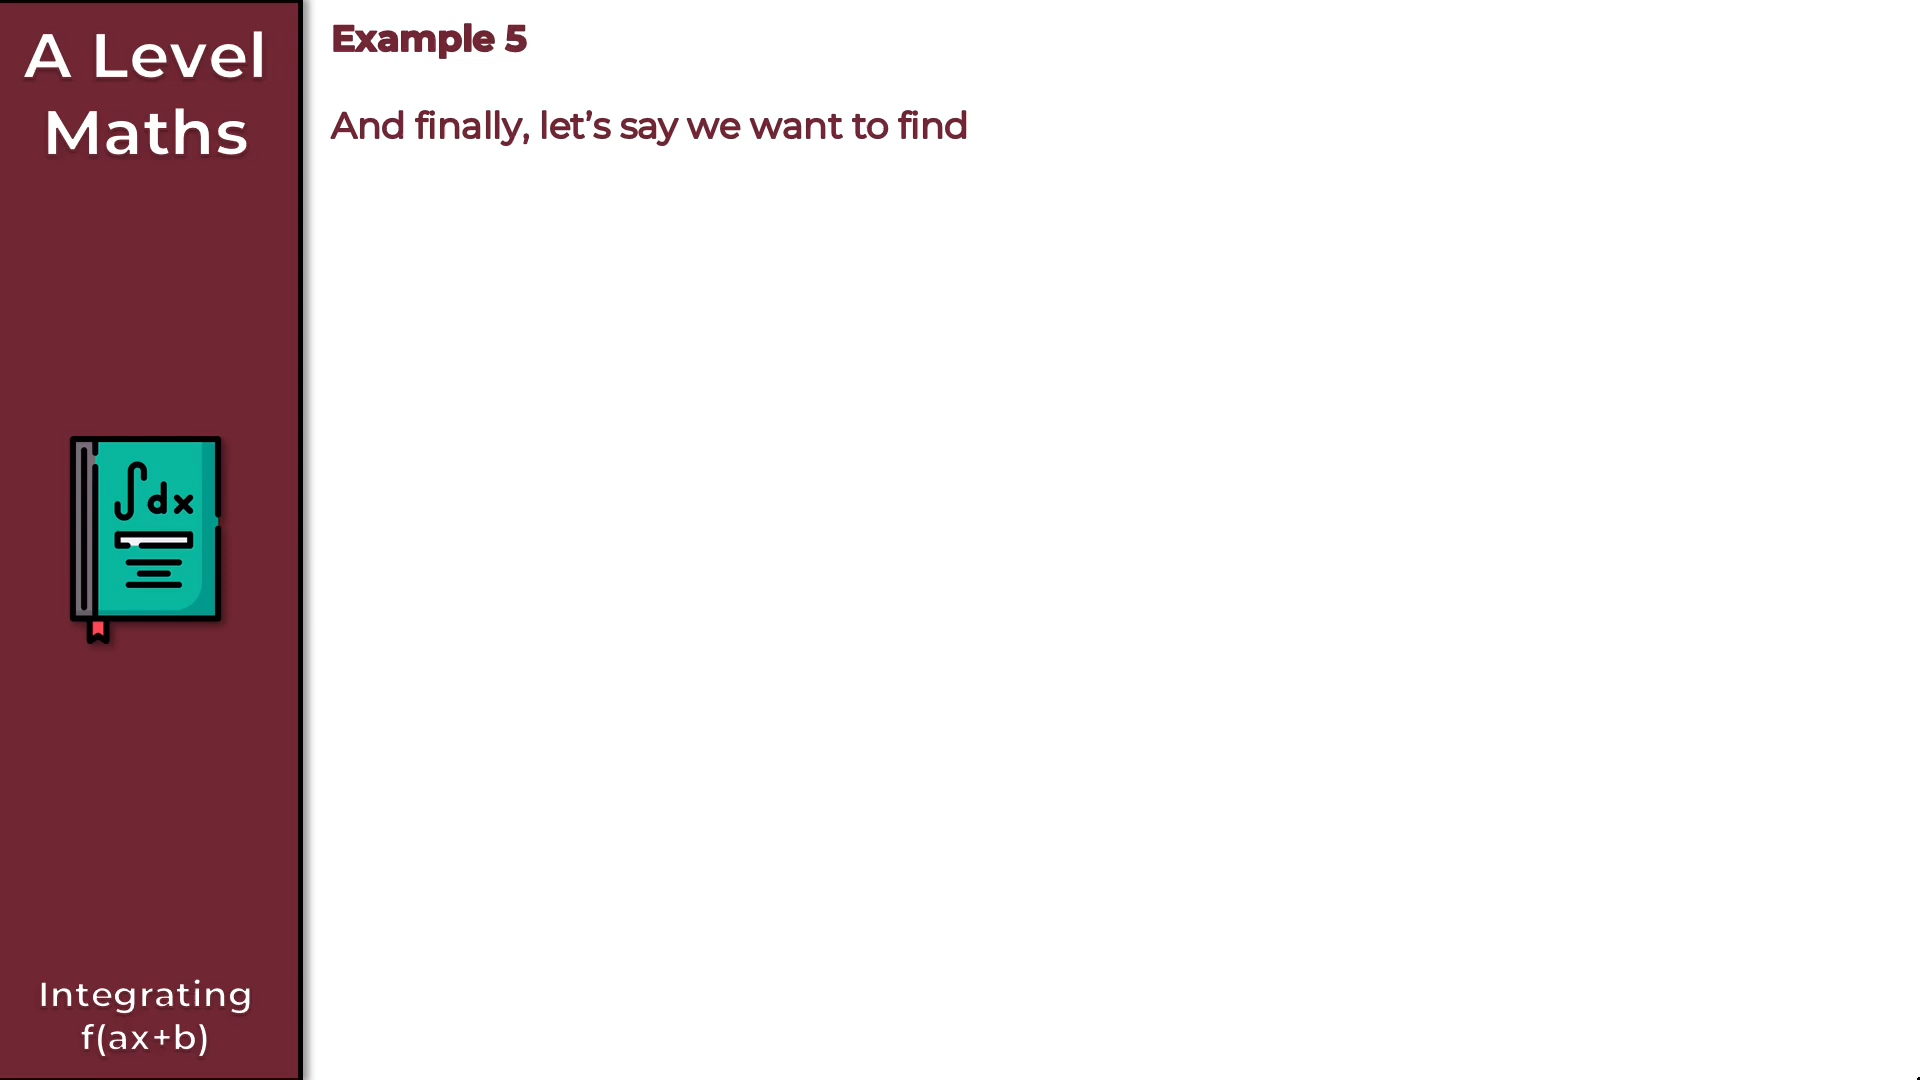 A Level
Maths
∫dx
Integrating
f(ax+b)
Example 5
And finally, let’s say we want to find